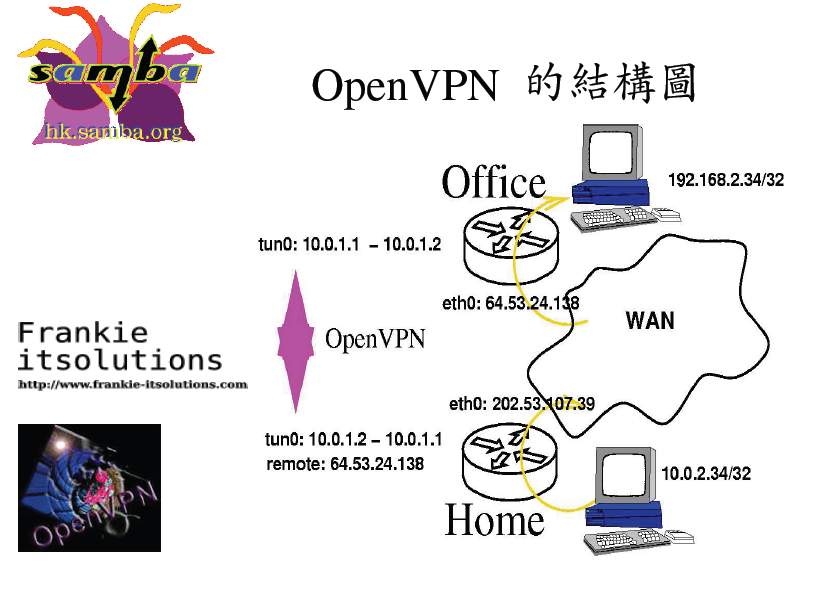 samba
hk.samba.org
OpenVPN 的結構圖
Office
192.168.2.34/32
tun0: 10.0.1.1 – 10.0.1.2
eth0: 64.53.24.138
WAN
OpenVPN
Frankie
itsolutions
http://www.frankie-itsolutions.com
eth0: 202.53.107.39
tun0: 10.0.1.2 – 10.0.1.1
remote: 64.53.24.138
10.0.2.34/32
Home
OpenVPN